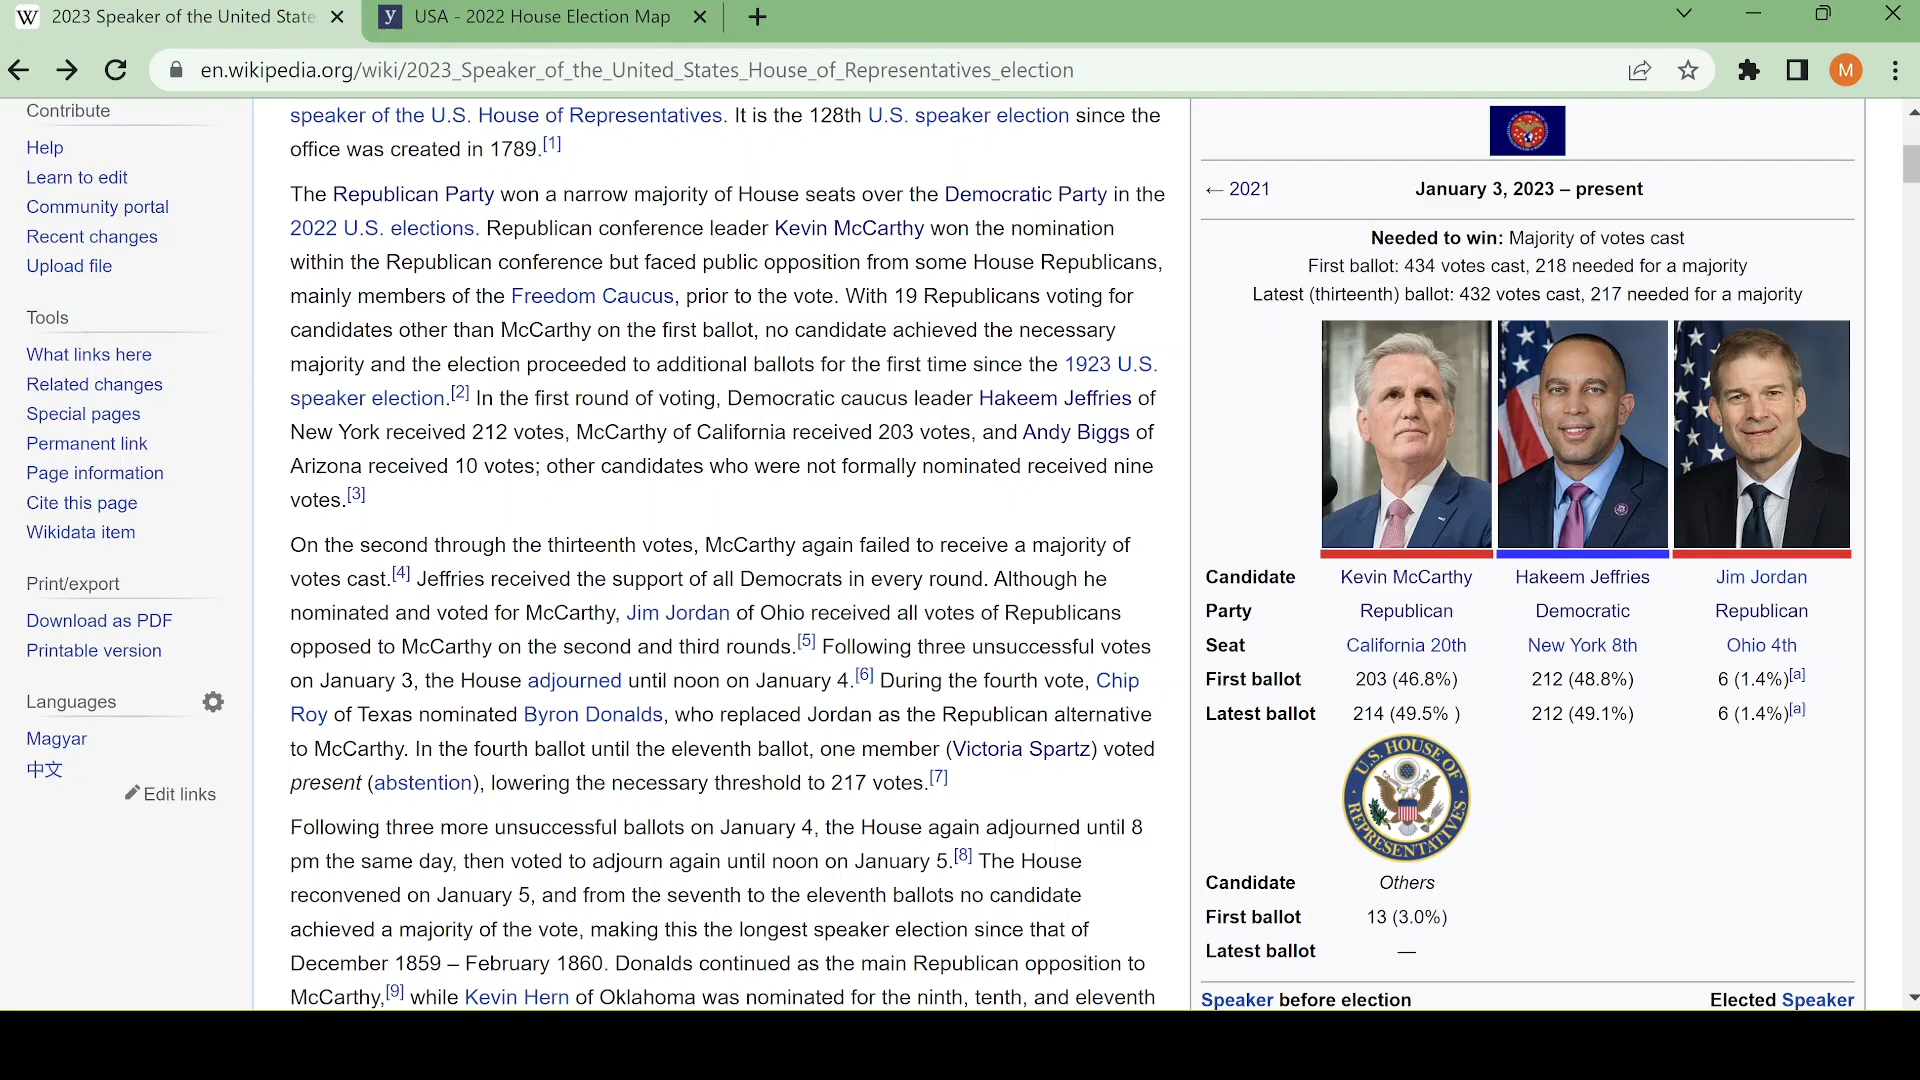 2023 Speaker of the United State
USA - 2022 House Election Map
en.wikipedia.org/wiki/2023_Speaker_of_the_United_States_House_of_Representatives_election
M
Contribute
Help
Learn to edit
Community portal
Recent changes
Upload file
Tools
What links here
Related changes
Special pages
Permanent link
Page information
Cite this page
Wikidata item
Print/export
Download as PDF
Printable version
Languages
Magyar
中文
Edit links
speaker of the U.S. House of Representatives. It is the 128th U.S. speaker election since the
office was created in 1789.[1]
The Republican Party won a narrow majority of House seats over the Democratic Party in the
2022 U.S. elections. Republican conference leader Kevin McCarthy won the nomination
within the Republican conference but faced public opposition from some House Republicans,
mainly members of the Freedom Caucus, prior to the vote. With 19 Republicans voting for
candidates other than McCarthy on the first ballot, no candidate achieved the necessary
majority and the election proceeded to additional ballots for the first time since the 1923 U.S.
speaker election.[2] In the first round of voting, Democratic caucus leader Hakeem Jeffries of
New York received 212 votes, McCarthy of California received 203 votes, and Andy Biggs of
Arizona received 10 votes; other candidates who were not formally nominated received nine
votes.[3]
On the second through the thirteenth votes, McCarthy again failed to receive a majority of
votes cast.[4] Jeffries received the support of all Democrats in every round. Although he
nominated and voted for McCarthy, Jim Jordan of Ohio received all votes of Republicans
opposed to McCarthy on the second and third rounds.[5] Following three unsuccessful votes
on January 3, the House adjourned until noon on January 4.[6] During the fourth vote, Chip
Roy of Texas nominated Byron Donalds, who replaced Jordan as the Republican alternative
to McCarthy. In the fourth ballot until the eleventh ballot, one member (Victoria Spartz) voted
present (abstention), lowering the necessary threshold to 217 votes.[7]
Following three more unsuccessful ballots on January 4, the House again adjourned until 8
pm the same day, then voted to adjourn again until noon on January 5.[8] The House
reconvened on January 5, and from the seventh to the eleventh ballots no candidate
achieved a majority of the vote, making this the longest speaker election since that of
December 1859 – February 1860. Donalds continued as the main Republican opposition to
McCarthy,[9] while Kevin Hern of Oklahoma was nominated for the ninth, tenth, and eleventh
← 2021 January 3, 2023 – present
Needed to win: Majority of votes cast
First ballot: 434 votes cast, 218 needed for a majority
Latest (thirteenth) ballot: 432 votes cast, 217 needed for a majority
Candidate Kevin McCarthy Hakeem Jeffries Jim Jordan
Party Republican Democratic Republican
Seat California 20th New York 8th Ohio 4th
First ballot 203 (46.8%) 212 (48.8%) 6 (1.4%)[a]
Latest ballot 214 (49.5% ) 212 (49.1%) 6 (1.4%)[a]
U.S. HOUSE OF
REPRESENTATIVES
Candidate Others
First ballot 13 (3.0%)
Latest ballot —
Speaker before election Elected Speaker